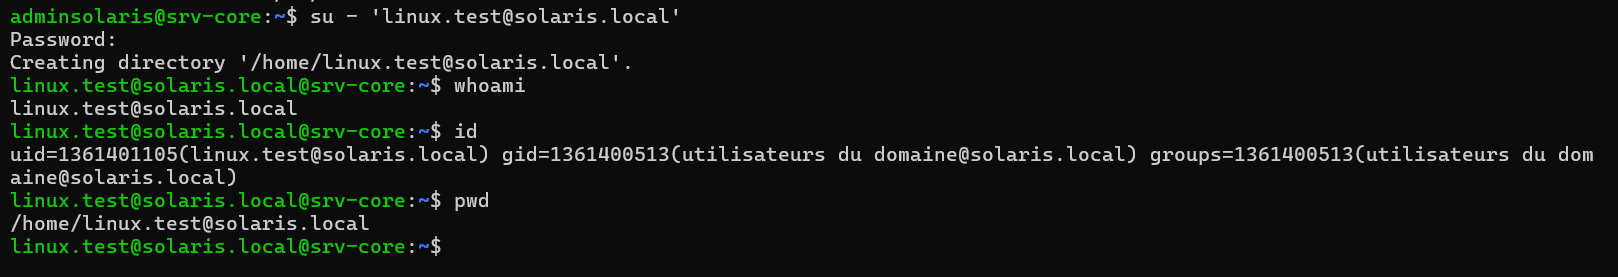 adminsolaris@srv-core:~$ su - 'linux.test@solaris.local'
Password:
Creating directory '/home/linux.test@solaris.local'.
linux.test@solaris.local@srv-core:~$ whoami
linux.test@solaris.local
linux.test@solaris.local@srv-core:~$ id
uid=1361401105(linux.test@solaris.local) gid=1361400513(utilisateurs du domaine@solaris.local) groups=1361400513(utilisateurs du dom
aine@solaris.local)
linux.test@solaris.local@srv-core:~$ pwd
/home/linux.test@solaris.local
linux.test@solaris.local@srv-core:~$